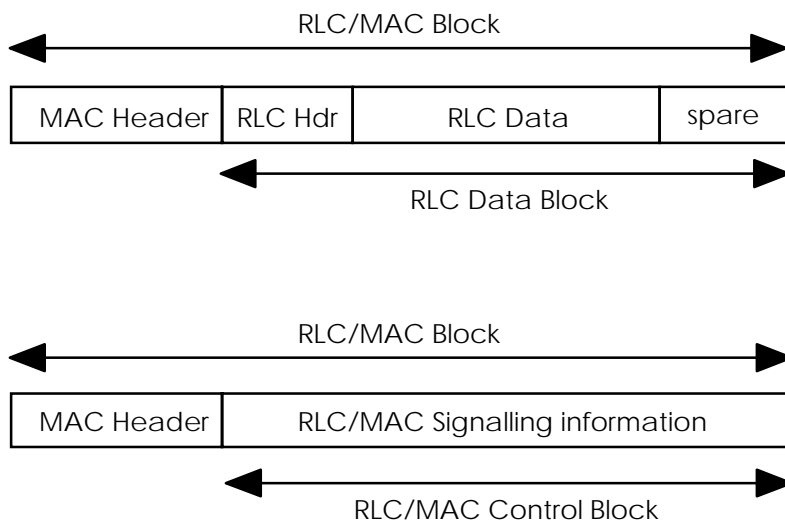 RLC/MAC Block
MAC Header RLC Hdr RLC Data spare
RLC Data Block
RLC/MAC Block
MAC Header RLC/MAC Signalling information
RLC/MAC Control Block